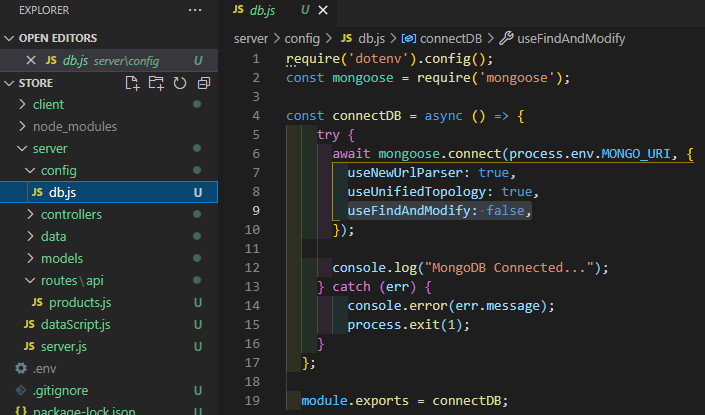 EXPLORER
OPEN EDITORS
db.js server\config U
STORE
client
node_modules
server
config
JS db.js U
controllers
data
models
routes\api
JS products.js U
JS dataScript.js U
JS server.js U
.env
.gitignore U
{} package-lock.json U
JS db.js U
server > config > JS db.js > connectDB > useFindAndModify
1 require('dotenv').config();
2 const mongoose = require('mongoose');
3
4 const connectDB = async () => {
5 try {
6 await mongoose.connect(process.env.MONGO_URI, {
7 useNewUrlParser: true,
8 useUnifiedTopology: true,
9 useFindAndModify: false,
10 });
11
12 console.log("MongoDB Connected...");
13 } catch (err) {
14 console.error(err.message);
15 process.exit(1);
16 }
17 };
18
19 module.exports = connectDB;